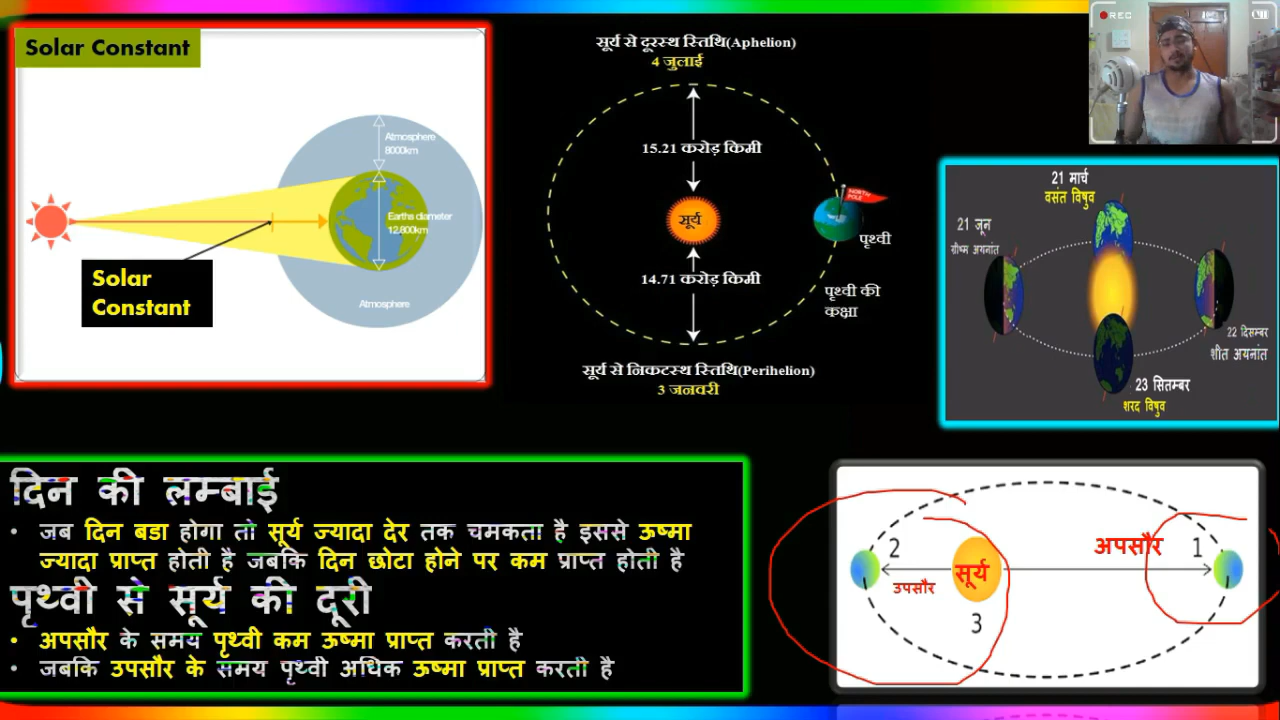 Solar Constant
Atmosphere
8000km
Earths diameter
12,800km
Solar
Constant
Atmosphere
सूर्य से दूरस्थ स्तिथि(Aphelion)
4 जुलाई
15.21 करोड़ किमी
सूर्य
NORTH
POLE
पृथ्वी
14.71 करोड़ किमी
पृथ्वी की
कक्षा
सूर्य से निकटस्थ स्तिथि(Perihelion)
3 जनवरी
REC
21 मार्च
वसंत विषुव
21 जून
ग्रीष्म अयनांत
22 दिसम्बर
शीत अयनांत
23 सितम्बर
शरद विषुव
दिन की लम्बाई
• जब दिन बडा होगा तो सूर्य ज्यादा देर तक चमकता है इससे ऊष्मा
ज्यादा प्राप्त होती है जबकि दिन छोटा होने पर कम प्राप्त होती है
पृथ्वी से सूर्य की दूरी
• अपसौर के समय पृथ्वी कम ऊष्मा प्राप्त करती है
• जबकि उपसौर के समय पृथ्वी अधिक ऊष्मा प्राप्त करती है
2
अपसौर
1
सूर्य
उपसौर
3